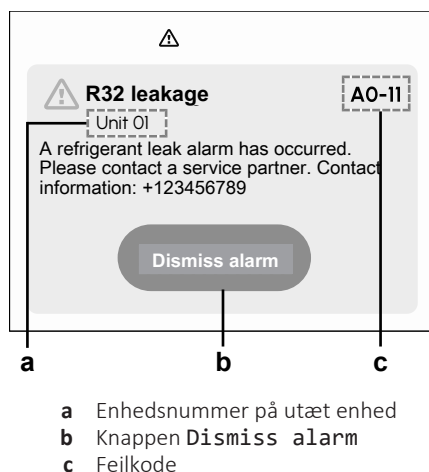 R32 leakage
A0-11
Unit 01
A refrigerant leak alarm has occurred.
Please contact a service partner. Contact
information: +123456789
Dismiss alarm
a
b
c
a Enhedsnummer på utæt enhed
b Knappen Dismiss alarm
c Fejlkode